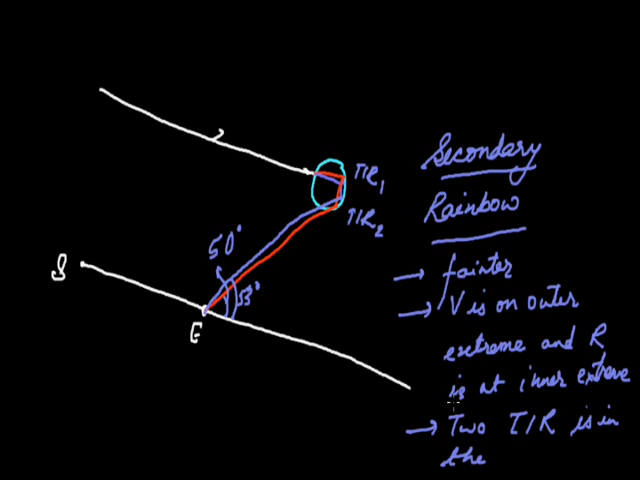 Secondary
Rainbow
TIR1
TIR2
50°
53°
S
E
→ fainter
→ V is on outer
extreme and R
is at inner extreme
→ Two TIR is in
the